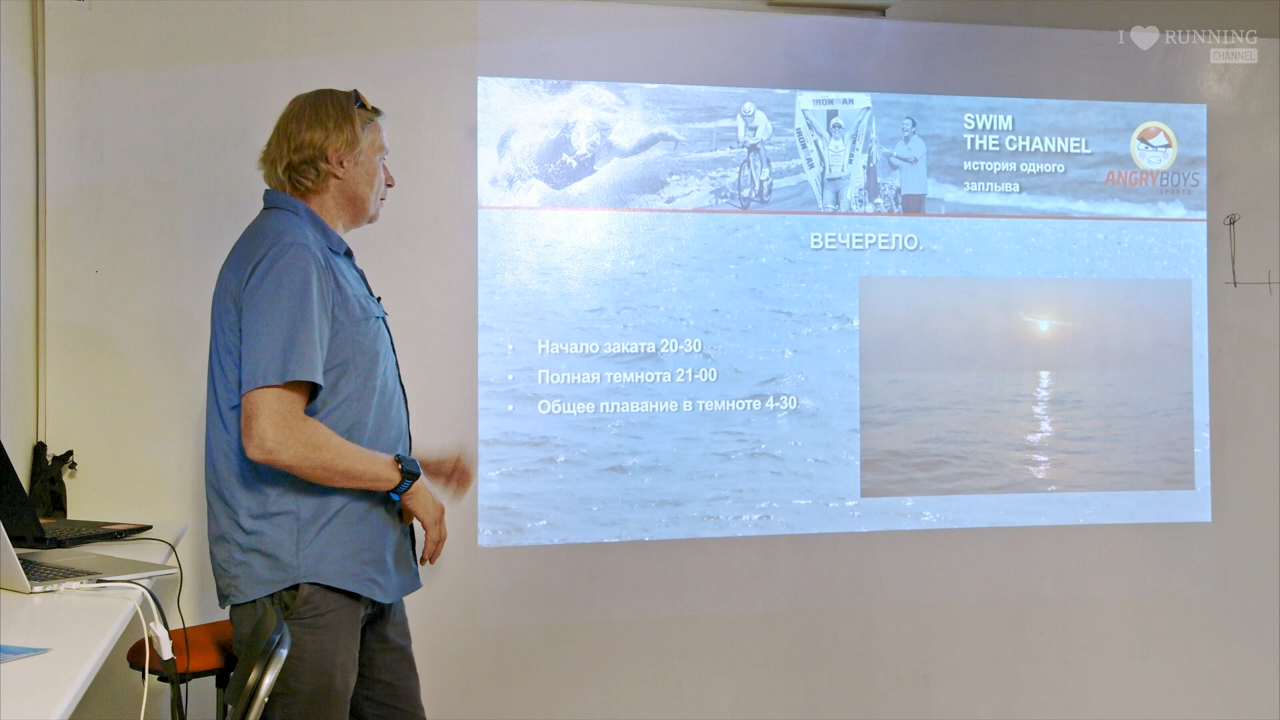 I RUNNING
CHANNEL
IRONMAN
SWIM
THE CHANNEL
история одного
заплыва
ANGRYBOYS
SPORTS
ВЕЧЕРЕЛО.
• Начало заката 20-30
• Полная темнота 21-00
• Общее плавание в темноте 4-30